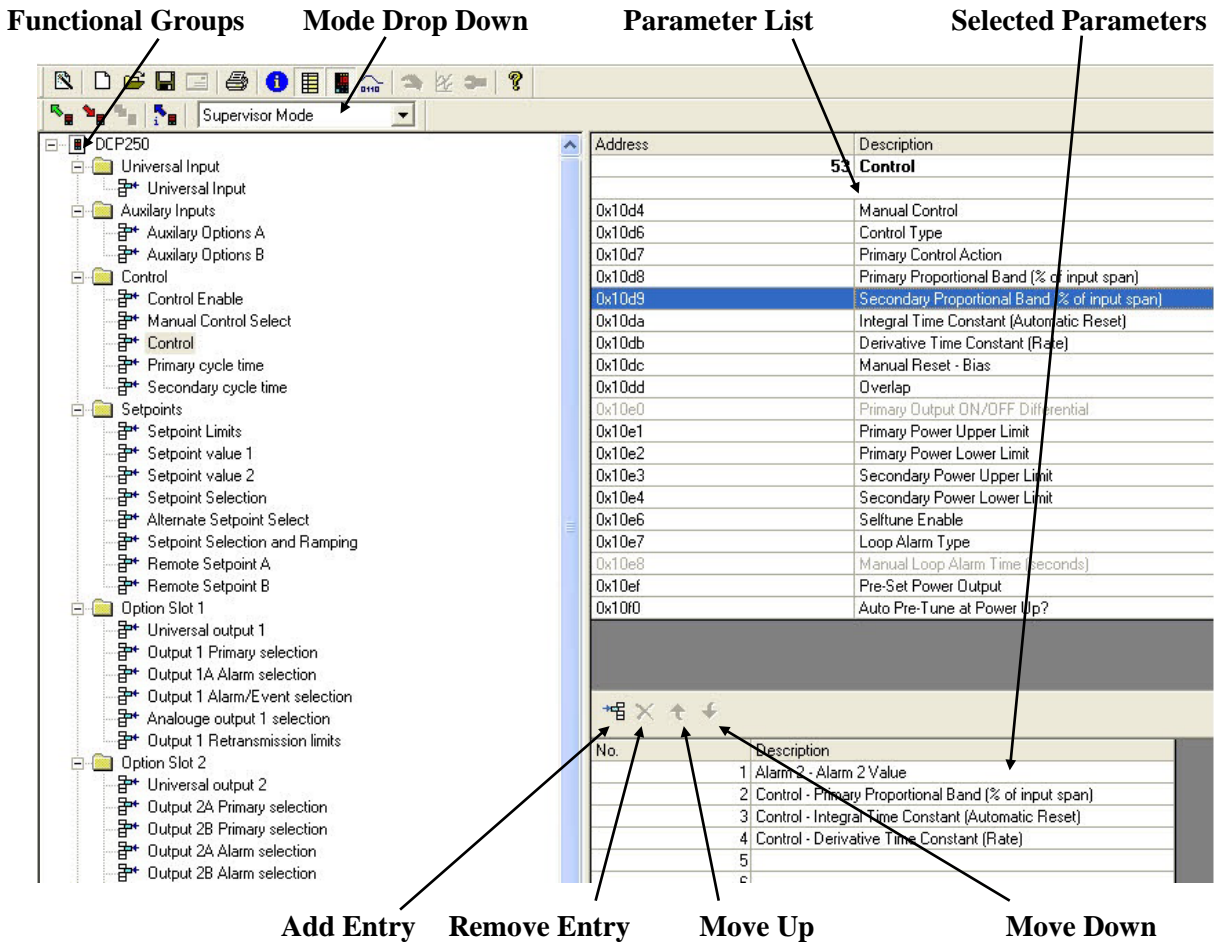 Functional Groups Mode Drop Down Parameter List Selected Parameters
0110
Supervisor Mode
DCP250
Universal Input
Universal Input
Auxilary Inputs
Auxilary Options A
Auxilary Options B
Control
Control Enable
Manual Control Select
Control
Primary cycle time
Secondary cycle time
Setpoints
Setpoint Limits
Setpoint value 1
Setpoint value 2
Setpoint Selection
Alternate Setpoint Select
Setpoint Selection and Ramping
Remote Setpoint A
Remote Setpoint B
Option Slot 1
Universal output 1
Output 1 Primary selection
Output 1A Alarm selection
Output 1 Alarm/Event selection
Analouge output 1 selection
Output 1 Retransmission limits
Option Slot 2
Universal output 2
Output 2A Primary selection
Output 2B Primary selection
Output 2A Alarm selection
Output 2B Alarm selection
Address Description
53 Control
0x10d4 Manual Control
0x10d6 Control Type
0x10d7 Primary Control Action
0x10d8 Primary Proportional Band (% of input span)
0x10d9 Secondary Proportional Band (% of input span)
0x10da Integral Time Constant (Automatic Reset)
0x10db Derivative Time Constant (Rate)
0x10dc Manual Reset - Bias
0x10dd Overlap
0x10e0 Primary Output ON/OFF Differential
0x10e1 Primary Power Upper Limit
0x10e2 Primary Power Lower Limit
0x10e3 Secondary Power Upper Limit
0x10e4 Secondary Power Lower Limit
0x10e6 Selftune Enable
0x10e7 Loop Alarm Type
0x10e8 Manual Loop Alarm Time (seconds)
0x10ef Pre-Set Power Output
0x10f0 Auto Pre-Tune at Power Up?
No. Description
1 Alarm 2 - Alarm 2 Value
2 Control - Primary Proportional Band (% of input span)
3 Control - Integral Time Constant (Automatic Reset)
4 Control - Derivative Time Constant (Rate)
5
Add Entry Remove Entry Move Up Move Down